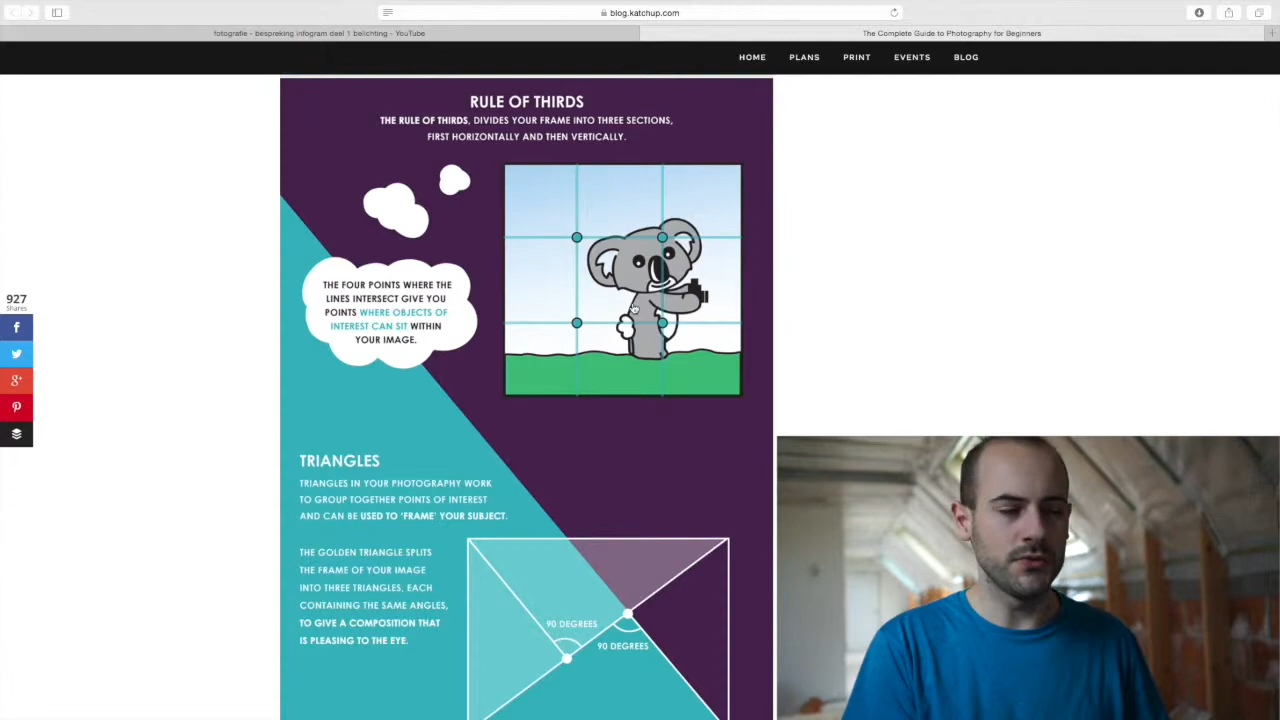 blog.katchup.com
fotografie - bespreking infogram deel 1 belichting - YouTube
The Complete Guide to Photography for Beginners
HOME PLANS PRINT EVENTS BLOG
RULE OF THIRDS
THE RULE OF THIRDS, DIVIDES YOUR FRAME INTO THREE SECTIONS,
FIRST HORIZONTALLY AND THEN VERTICALLY.
THE FOUR POINTS WHERE THE
LINES INTERSECT GIVE YOU
POINTS WHERE OBJECTS OF
INTEREST CAN SIT WITHIN
YOUR IMAGE.
927
Shares
TRIANGLES
TRIANGLES IN YOUR PHOTOGRAPHY WORK
TO GROUP TOGETHER POINTS OF INTEREST
AND CAN BE USED TO 'FRAME' YOUR SUBJECT.
THE GOLDEN TRIANGLE SPLITS
THE FRAME OF YOUR IMAGE
INTO THREE TRIANGLES, EACH
CONTAINING THE SAME ANGLES,
TO GIVE A COMPOSITION THAT
IS PLEASING TO THE EYE.
90 DEGREES
90 DEGREES